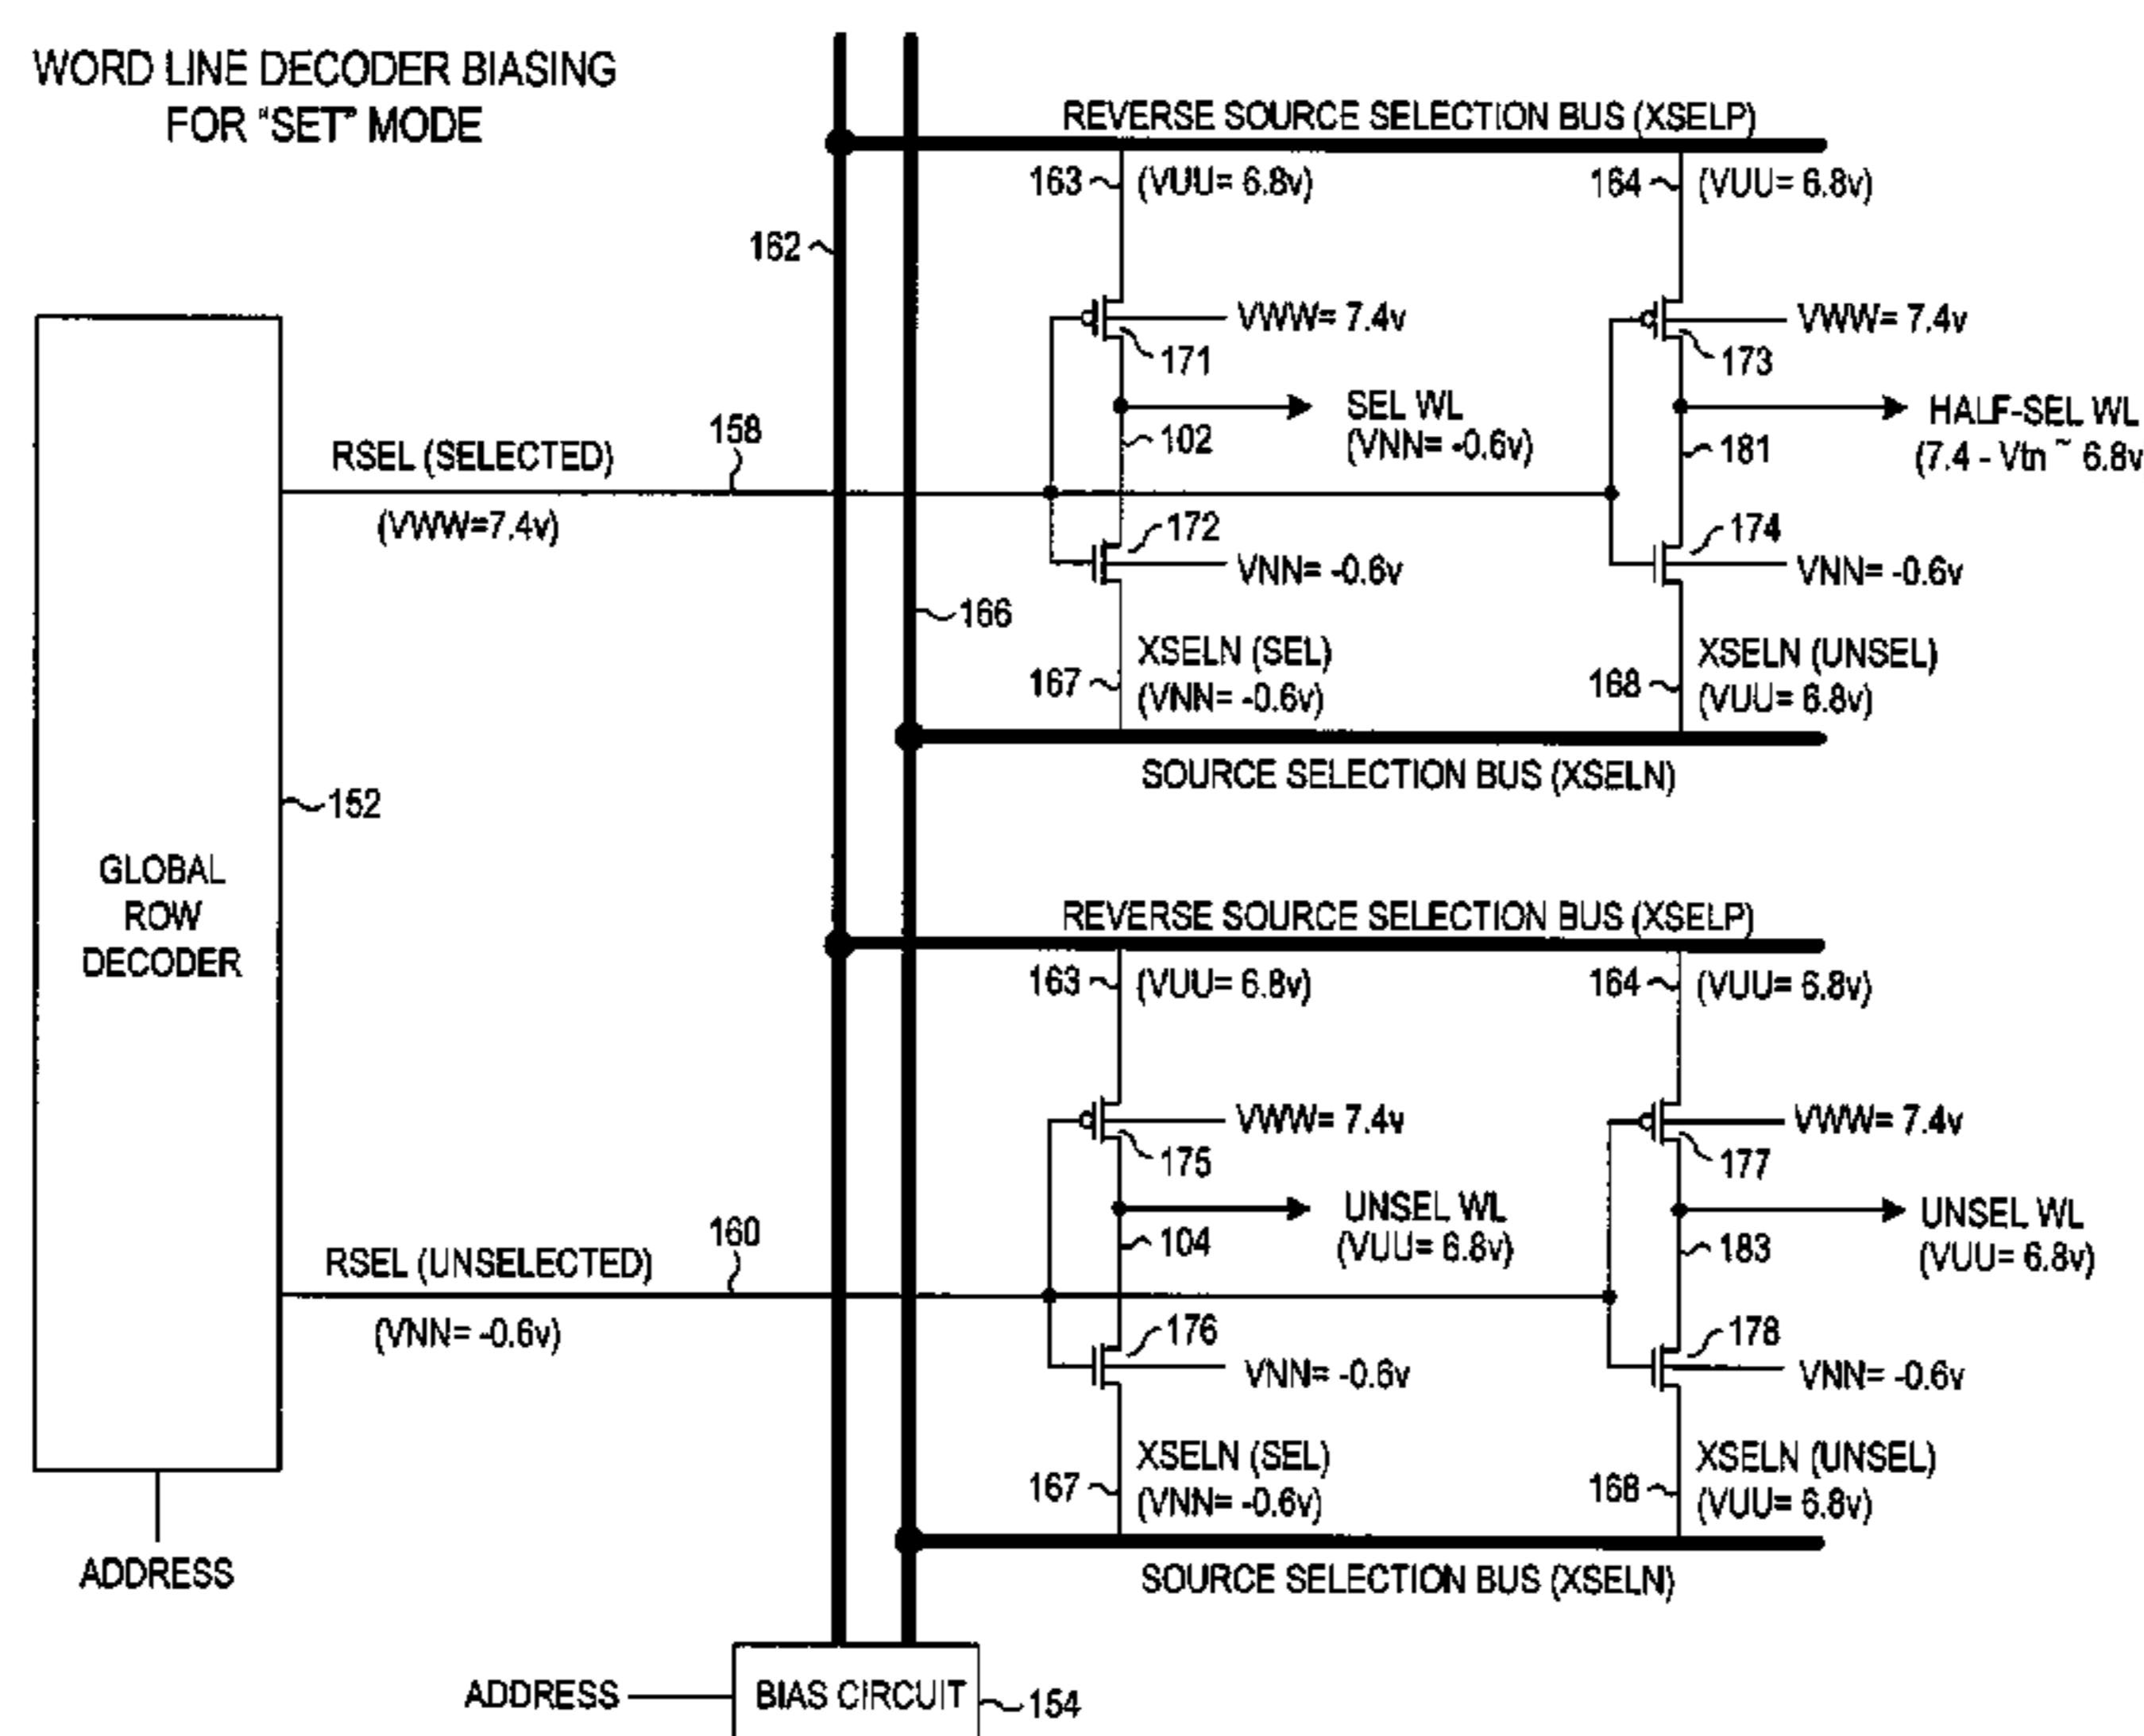 WORD LINE DECODER BIASING
FOR "SET" MODE
REVERSE SOURCE SELECTION BUS (XSELP)
163
(VUU= 6.8v)
164
(VUU= 6.8v)
162
VWW= 7.4v
171
VWW= 7.4v
173
SEL WL
(VNN= -0.6v)
102
HALF-SEL WL
(7.4 - Vtn ~ 6.8v
181
RSEL (SELECTED)
(VWW=7.4v)
158
172
VNN= -0.6v
174
VNN= -0.6v
166
XSELN (SEL)
(VNN= -0.6v)
167
XSELN (UNSEL)
(VUU= 6.8v)
168
SOURCE SELECTION BUS (XSELN)
152
GLOBAL
ROW
DECODER
REVERSE SOURCE SELECTION BUS (XSELP)
163
(VUU= 6.8v)
164
(VUU= 6.8v)
VWW= 7.4v
175
VWW= 7.4v
177
UNSEL WL
(VUU= 6.8v)
104
UNSEL WL
(VUU= 6.8v)
183
RSEL (UNSELECTED)
(VNN= -0.6v)
160
176
VNN= -0.6v
178
VNN= -0.6v
XSELN (SEL)
(VNN= -0.6v)
167
XSELN (UNSEL)
(VUU= 6.8v)
168
SOURCE SELECTION BUS (XSELN)
ADDRESS
ADDRESS
BIAS CIRCUIT
154